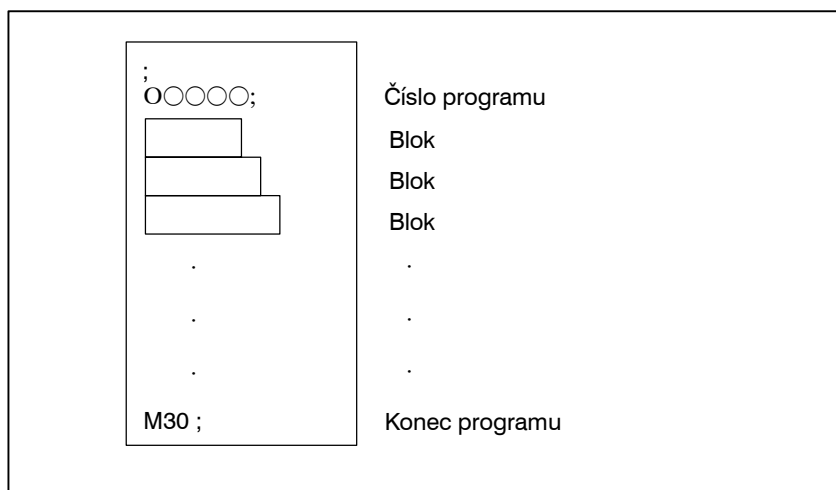 ;
O○○○○; Číslo programu
Blok
Blok
Blok
. .
. .
. .
M30 ; Konec programu